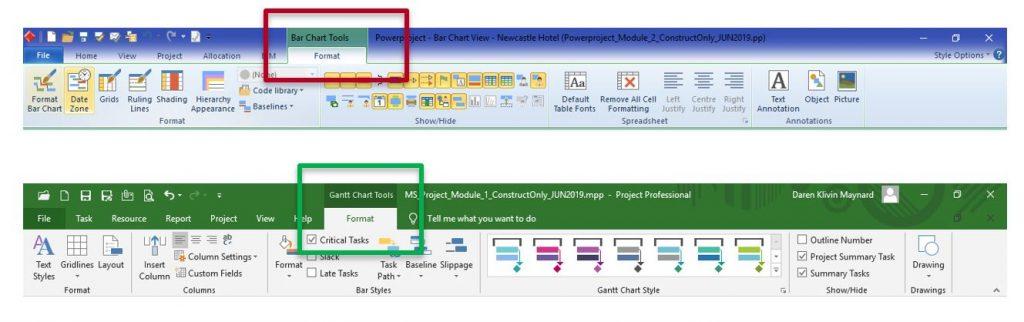 Bar Chart Tools Powerproject - Bar Chart View - Newcastle Hotel (Powerproject_Module_2_ConstructOnly_JUN2019.pp)
File Home View Project Allocation Format Style Options
Format Bar Chart
Date Zone
Grids
Ruling Lines
Shading
Hierarchy Appearance
(None)
Code library
Baselines
Default Table Fonts
Remove All Cell Formatting
Left Justify
Centre Justify
Right Justify
Text Annotation
Object
Picture
Format Show/Hide Spreadsheet Annotations
Gantt Chart Tools MS_Project_Module_1_ConstructOnly_JUN2019.mpp - Project Professional Daren Klivin Maynard
File Task Resource Report Project View Help Format Tell me what you want to do
Text Styles
Gridlines
Layout
Insert Column
Column Settings
Custom Fields
Format
Critical Tasks
Slack
Late Tasks
Task Path
Baseline
Slippage
Outline Number
Project Summary Task
Summary Tasks
Drawing
Format Columns Bar Styles Gantt Chart Style Show/Hide Drawings